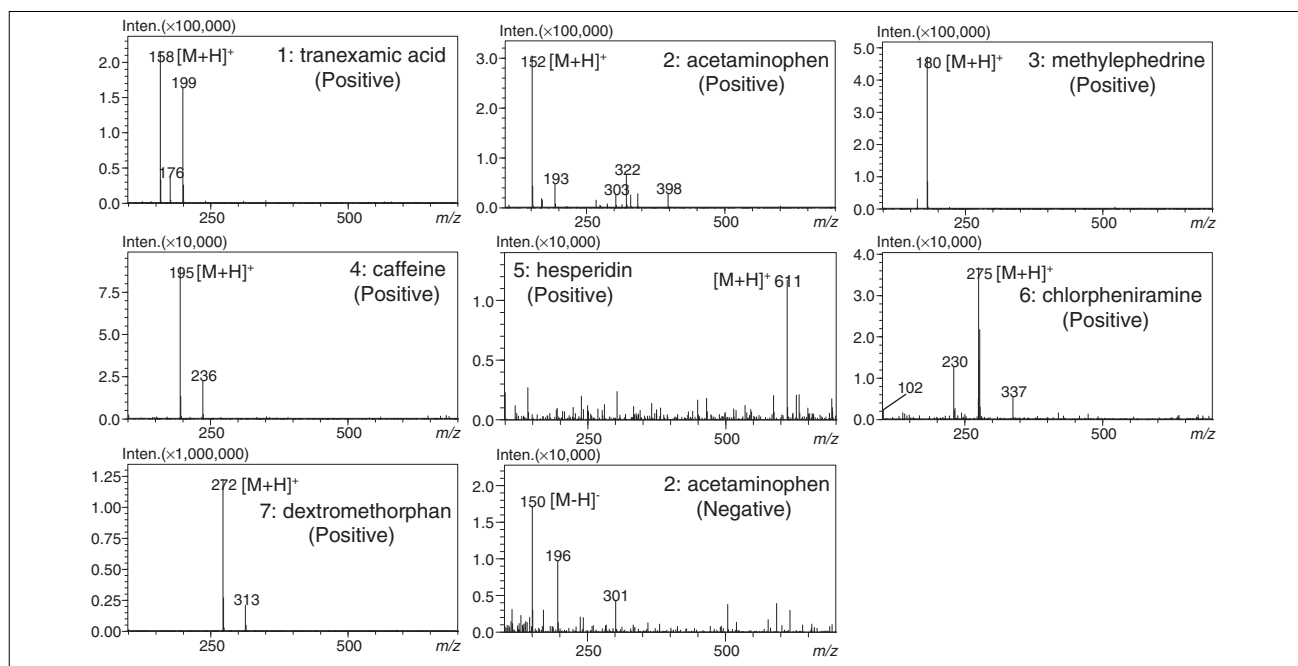 Inten.(×100,000)
158 [M+H]+
1: tranexamic acid
(Positive)
2.0
199
1.5
1.0
176
0.5
0.0
250
500
m/z
Inten.(×100,000)
3.0
152 [M+H]+
2: acetaminophen
(Positive)
2.0
1.0
193
303
322
398
0.0
250
500
m/z
Inten.(×100,000)
5.0
180 [M+H]+
3: methylephedrine
(Positive)
4.0
3.0
2.0
1.0
0.0
250
500
m/z
Inten.(×10,000)
195 [M+H]+
4: caffeine
(Positive)
7.5
5.0
2.5
236
0.0
250
500
m/z
Inten.(×10,000)
5: hesperidin
(Positive)
[M+H]+ 611
1.0
0.5
0.0
250
500
m/z
Inten.(×10,000)
4.0
275 [M+H]+
6: chlorpheniramine
(Positive)
3.0
2.0
230
1.0
102
337
0.0
250
500
m/z
Inten.(×1,000,000)
1.25
272 [M+H]+
7: dextromethorphan
(Positive)
1.00
0.75
0.50
0.25
313
0.00
250
500
m/z
Inten.(×10,000)
2.0
150 [M-H]-
2: acetaminophen
(Negative)
1.5
1.0
196
0.5
301
0.0
250
500
m/z